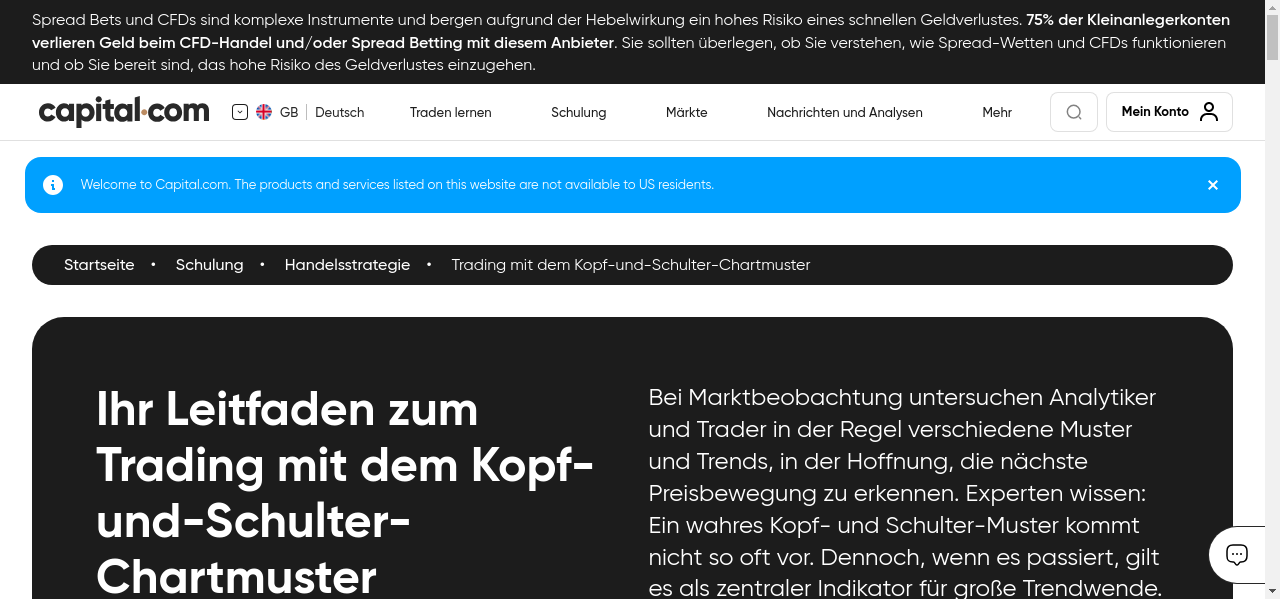 Spread Bets und CFDs sind komplexe Instrumente und bergen aufgrund der Hebelwirkung ein hohes Risiko eines schnellen Geldverlustes. 75% der Kleinanlegerkonten
verlieren Geld beim CFD-Handel und/oder Spread Betting mit diesem Anbieter. Sie sollten überlegen, ob Sie verstehen, wie Spread-Wetten und CFDs funktionieren
und ob Sie bereit sind, das hohe Risiko des Geldverlustes einzugehen.
capital.com GB Deutsch Traden lernen Schulung Märkte Nachrichten und Analysen Mehr Mein Konto
Welcome to Capital.com. The products and services listed on this website are not available to US residents.
Startseite • Schulung • Handelsstrategie • Trading mit dem Kopf-und-Schulter-Chartmuster
Ihr Leitfaden zum
Trading mit dem Kopf-
und-Schulter-
Chartmuster
Bei Marktbeobachtung untersuchen Analytiker
und Trader in der Regel verschiedene Muster
und Trends, in der Hoffnung, die nächste
Preisbewegung zu erkennen. Experten wissen:
Ein wahres Kopf- und Schulter-Muster kommt
nicht so oft vor. Dennoch, wenn es passiert, gilt
es als zentraler Indikator für große Trendwende.